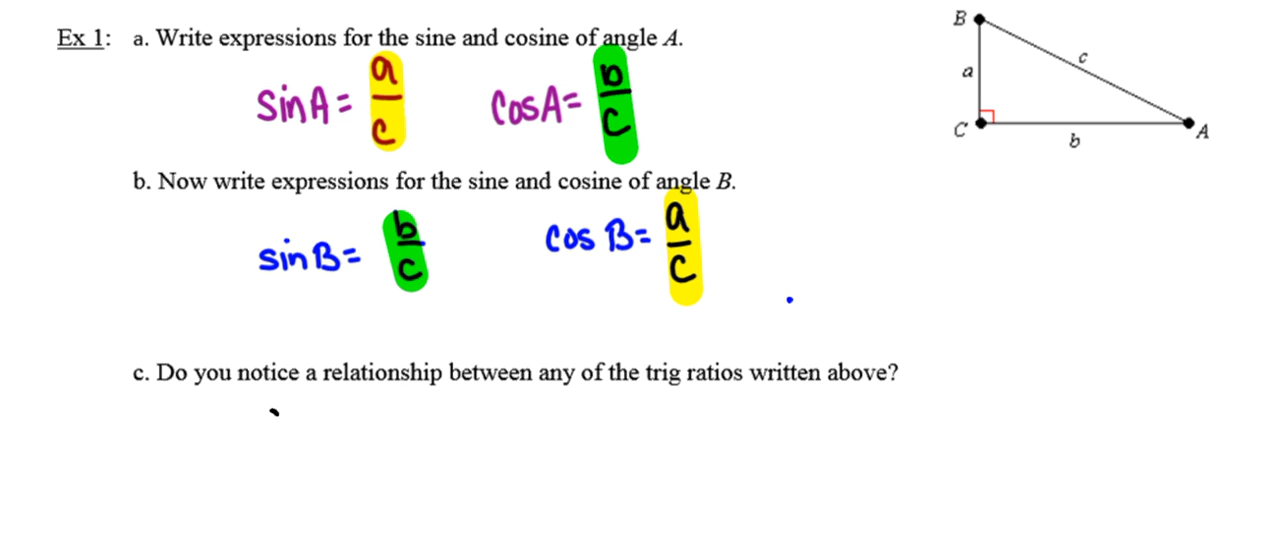 Ex 1: a. Write expressions for the sine and cosine of angle A.
sinA = a/c cosA = b/c
b. Now write expressions for the sine and cosine of angle B.
sinB = b/c cos B = a/c
c. Do you notice a relationship between any of the trig ratios written above?
B
c
a
C
b
A